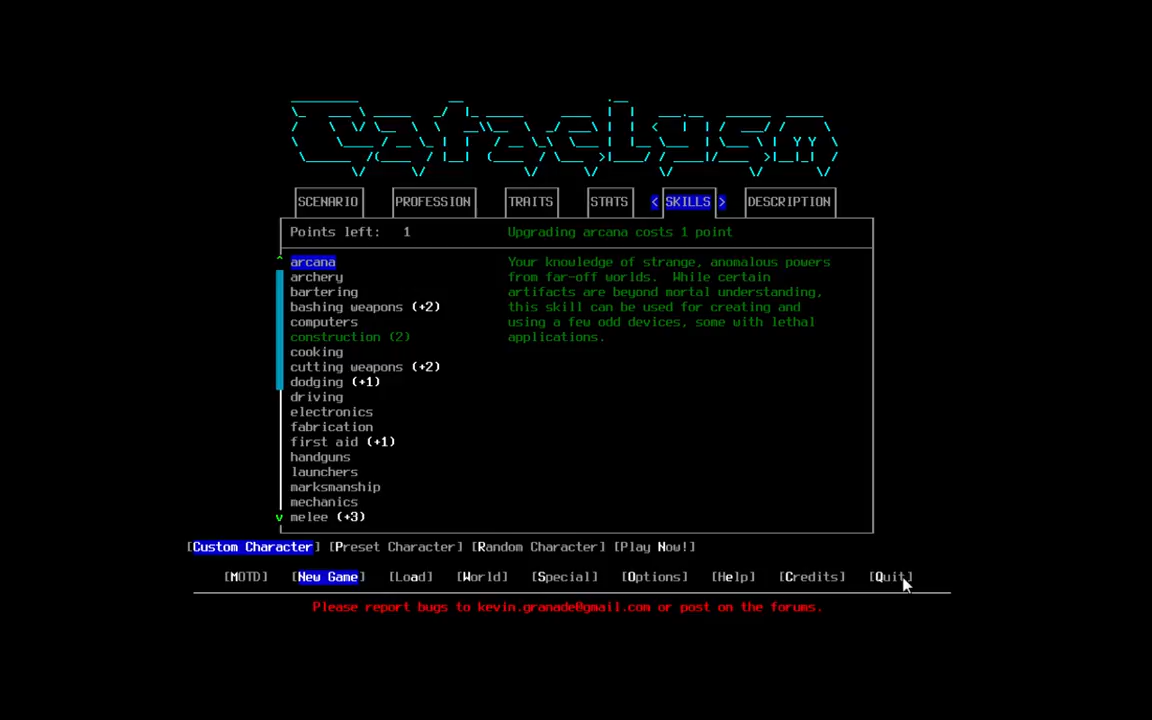 Cataclysm
SCENARIO PROFESSION TRAITS STATS < SKILLS > DESCRIPTION
Points left: 1 Upgrading arcana costs 1 point
arcana
archery
bartering
bashing weapons (+2)
computers
construction (2)
cooking
cutting weapons (+2)
dodging (+1)
driving
electronics
fabrication
first aid (+1)
handguns
launchers
marksmanship
mechanics
melee (+3)
Your knowledge of strange, anomalous powers
from far-off worlds. While certain
artifacts are beyond mortal understanding,
this skill can be used for creating and
using a few odd devices, some with lethal
applications.
[Custom Character] [Preset Character] [Random Character] [Play Now!]
[MOTD] [New Game] [Load] [World] [Special] [Options] [Help] [Credits] [Quit]
Please report bugs to kevin.granade@gmail.com or post on the forums.